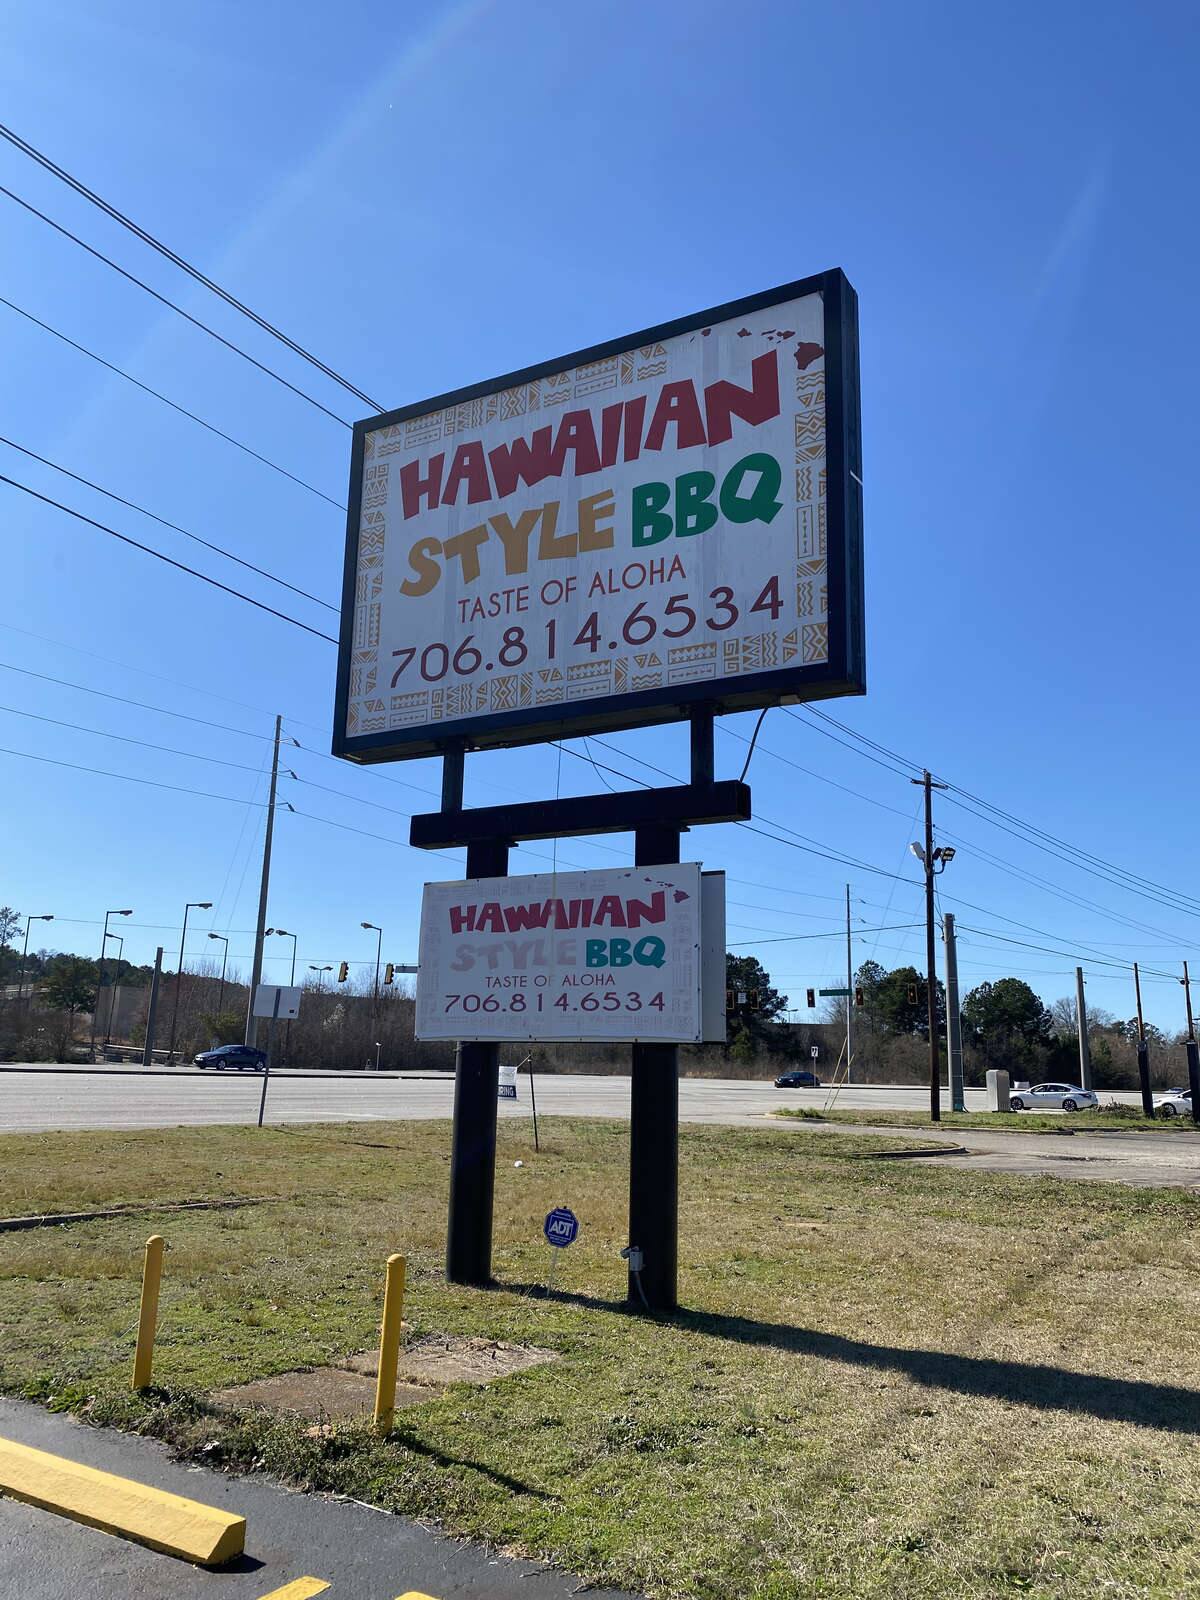 HAWAIIAN
STYLE BBQ
TASTE OF ALOHA
706.814.6534
HAWAIIAN
STYLE BBQ
TASTE OF ALOHA
706.814.6534
ADT